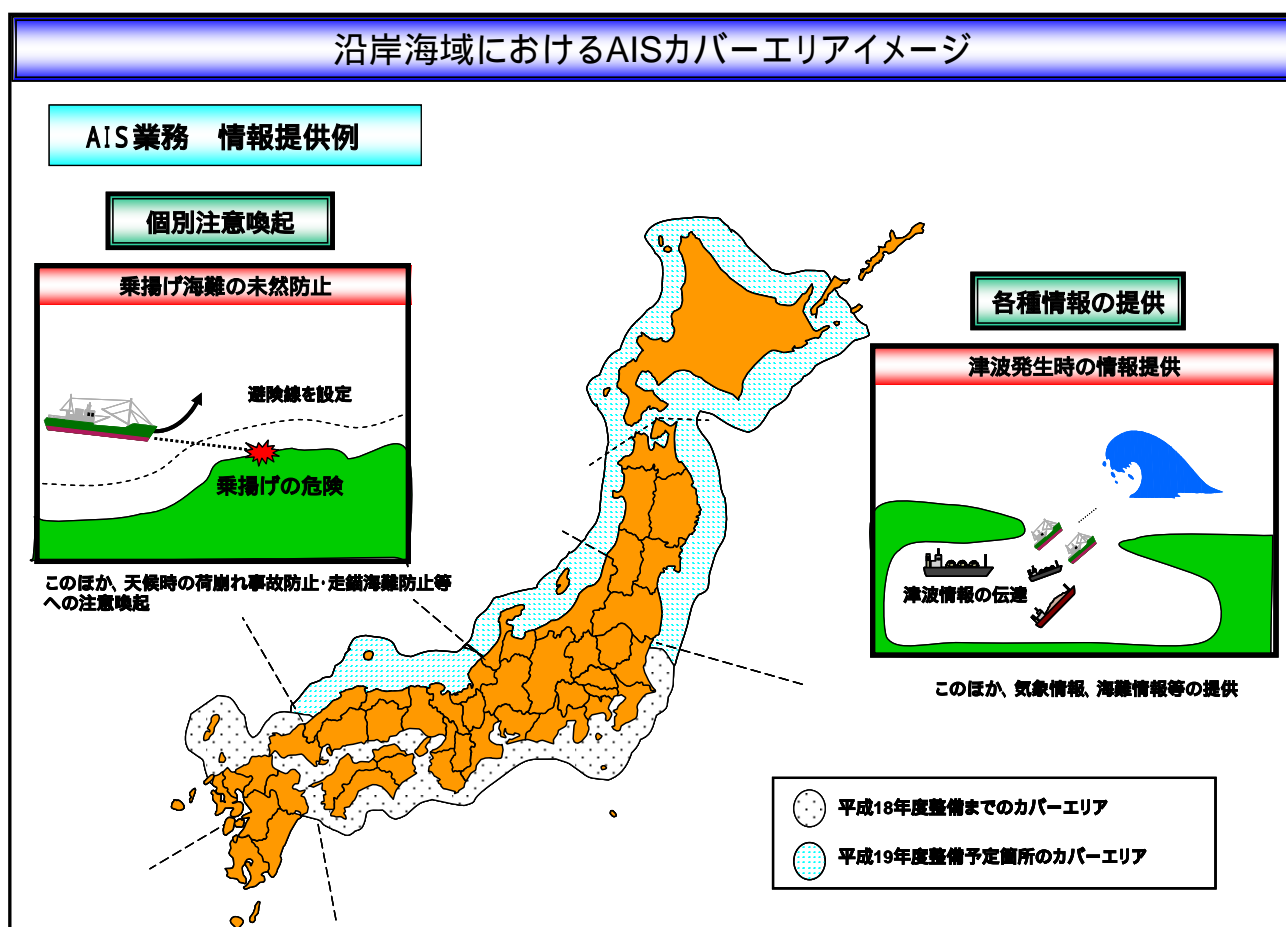 沿岸海域におけるAISカバーエリアイメージ
AIS業務　情報提供例
個別注意喚起
乗揚げ海難の未然防止
避険線を設定
乗揚げの危険
このほか、天候時の荷崩れ事故防止・走錨海難防止等
への注意喚起
各種情報の提供
津波発生時の情報提供
津波情報の伝達
このほか、気象情報、海難情報等の提供
平成18年度整備までのカバーエリア
平成19年度整備予定箇所のカバーエリア